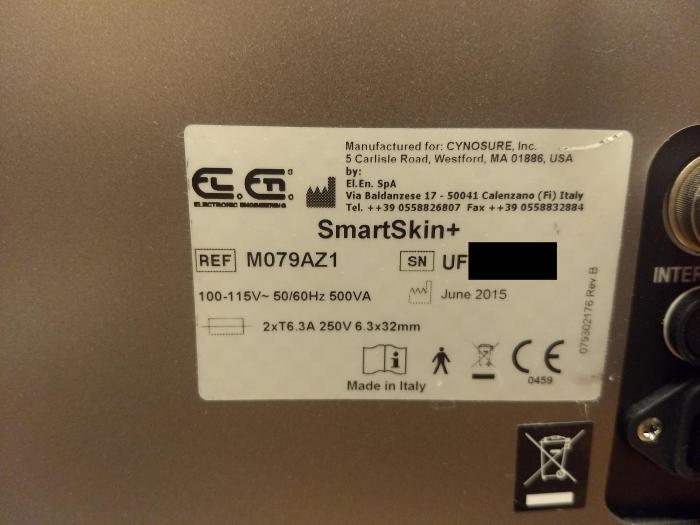 Manufactured for: CYNOSURE, Inc.
5 Carlisle Road, Westford, MA 01886, USA
by:
El.En. SpA
Via Baldanzese 17 - 50041 Calenzano (Fi) Italy
Tel. ++39 0558826807 Fax ++39 0558832884
EL.En.
ELECTRONIC ENGINEERING
SmartSkin+
REF M079AZ1
SN UF
100-115V~ 50/60Hz 500VA
June 2015
2xT6.3A 250V 6.3x32mm
i
CE
0459
Made in Italy
079302176 Rev B
INTER